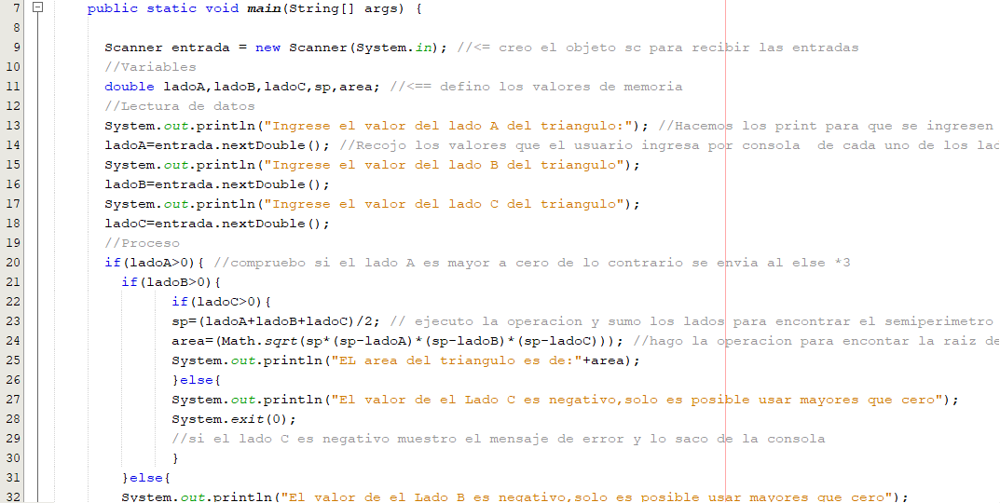 7 public static void main(String[] args) {
8
9 Scanner entrada = new Scanner(System.in); //<= creo el objeto sc para recibir las entradas
10 //Variables
11 double ladoA,ladoB,ladoC,sp,area; //<== defino los valores de memoria
12 //Lectura de datos
13 System.out.println("Ingrese el valor del lado A del triangulo:"); //Hacemos los print para que se ingresen
14 ladoA=entrada.nextDouble(); //Recojo los valores que el usuario ingresa por consola  de cada uno de los lad
15 System.out.println("Ingrese el valor del lado B del triangulo");
16 ladoB=entrada.nextDouble();
17 System.out.println("Ingrese el valor del lado C del triangulo");
18 ladoC=entrada.nextDouble();
19 //Proceso
20 if(ladoA>0){ //compruebo si el lado A es mayor a cero de lo contrario se envia al else *3
21 if(ladoB>0){
22 if(ladoC>0){
23 sp=(ladoA+ladoB+ladoC)/2; // ejecuto la operacion y sumo los lados para encontrar el semiperimetro
24 area=(Math.sqrt(sp*(sp-ladoA)*(sp-ladoB)*(sp-ladoC))); //hago la operacion para encontar la raiz de
25 System.out.println("EL area del triangulo es de:"+area);
26 }else{
27 System.out.println("El valor de el Lado C es negativo,solo es posible usar mayores que cero");
28 System.exit(0);
29 //si el lado C es negativo muestro el mensaje de error y lo saco de la consola
30 }
31 }else{
32 System.out.println("El valor de el Lado B es negativo,solo es posible usar mayores que cero");